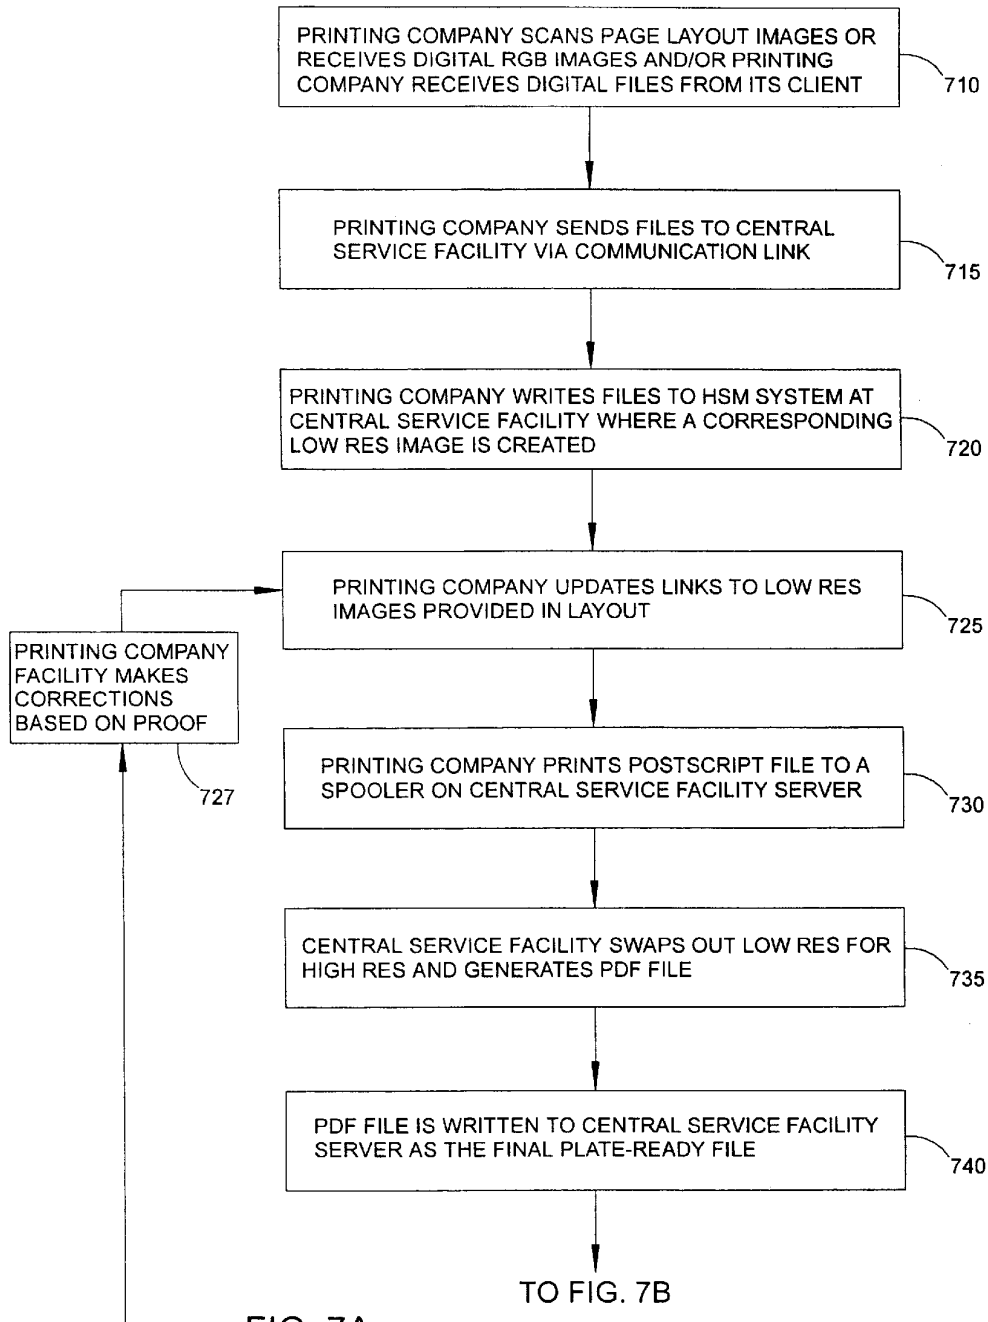 PRINTING COMPANY SCANS PAGE LAYOUT IMAGES OR
RECEIVES DIGITAL RGB IMAGES AND/OR PRINTING
COMPANY RECEIVES DIGITAL FILES FROM ITS CLIENT
710
PRINTING COMPANY SENDS FILES TO CENTRAL
SERVICE FACILITY VIA COMMUNICATION LINK
715
PRINTING COMPANY WRITES FILES TO HSM SYSTEM AT
CENTRAL SERVICE FACILITY WHERE A CORRESPONDING
LOW RES IMAGE IS CREATED
720
PRINTING COMPANY UPDATES LINKS TO LOW RES
IMAGES PROVIDED IN LAYOUT
725
PRINTING COMPANY
FACILITY MAKES
CORRECTIONS
BASED ON PROOF
727
PRINTING COMPANY PRINTS POSTSCRIPT FILE TO A
SPOOLER ON CENTRAL SERVICE FACILITY SERVER
730
CENTRAL SERVICE FACILITY SWAPS OUT LOW RES FOR
HIGH RES AND GENERATES PDF FILE
735
PDF FILE IS WRITTEN TO CENTRAL SERVICE FACILITY
SERVER AS THE FINAL PLATE-READY FILE
740
TO FIG. 7B
FIG. 7A